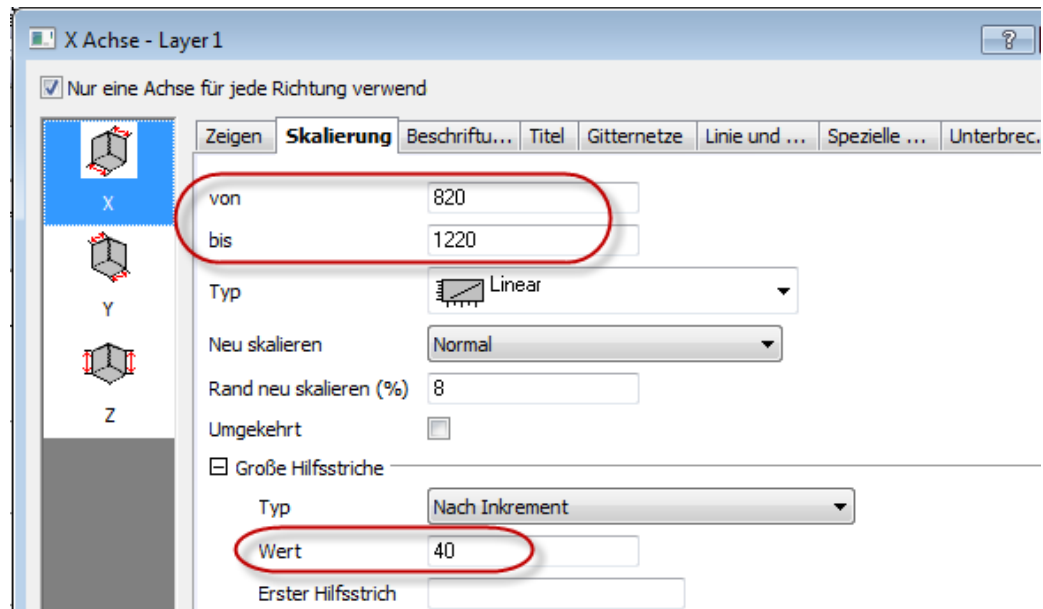 X Achse - Layer1
?
Nur eine Achse für jede Richtung verwend
Zeigen Skalierung Beschriftu... Titel Gitternetze Linie und ... Spezielle ... Unterbrec.
X
von 820
bis 1220
Y
Typ Linear
Neu skalieren Normal
Rand neu skalieren (%) 8
Z
Umgekehrt
Große Hilfsstriche
Typ Nach Inkrement
Wert 40
Erster Hilfsstrich